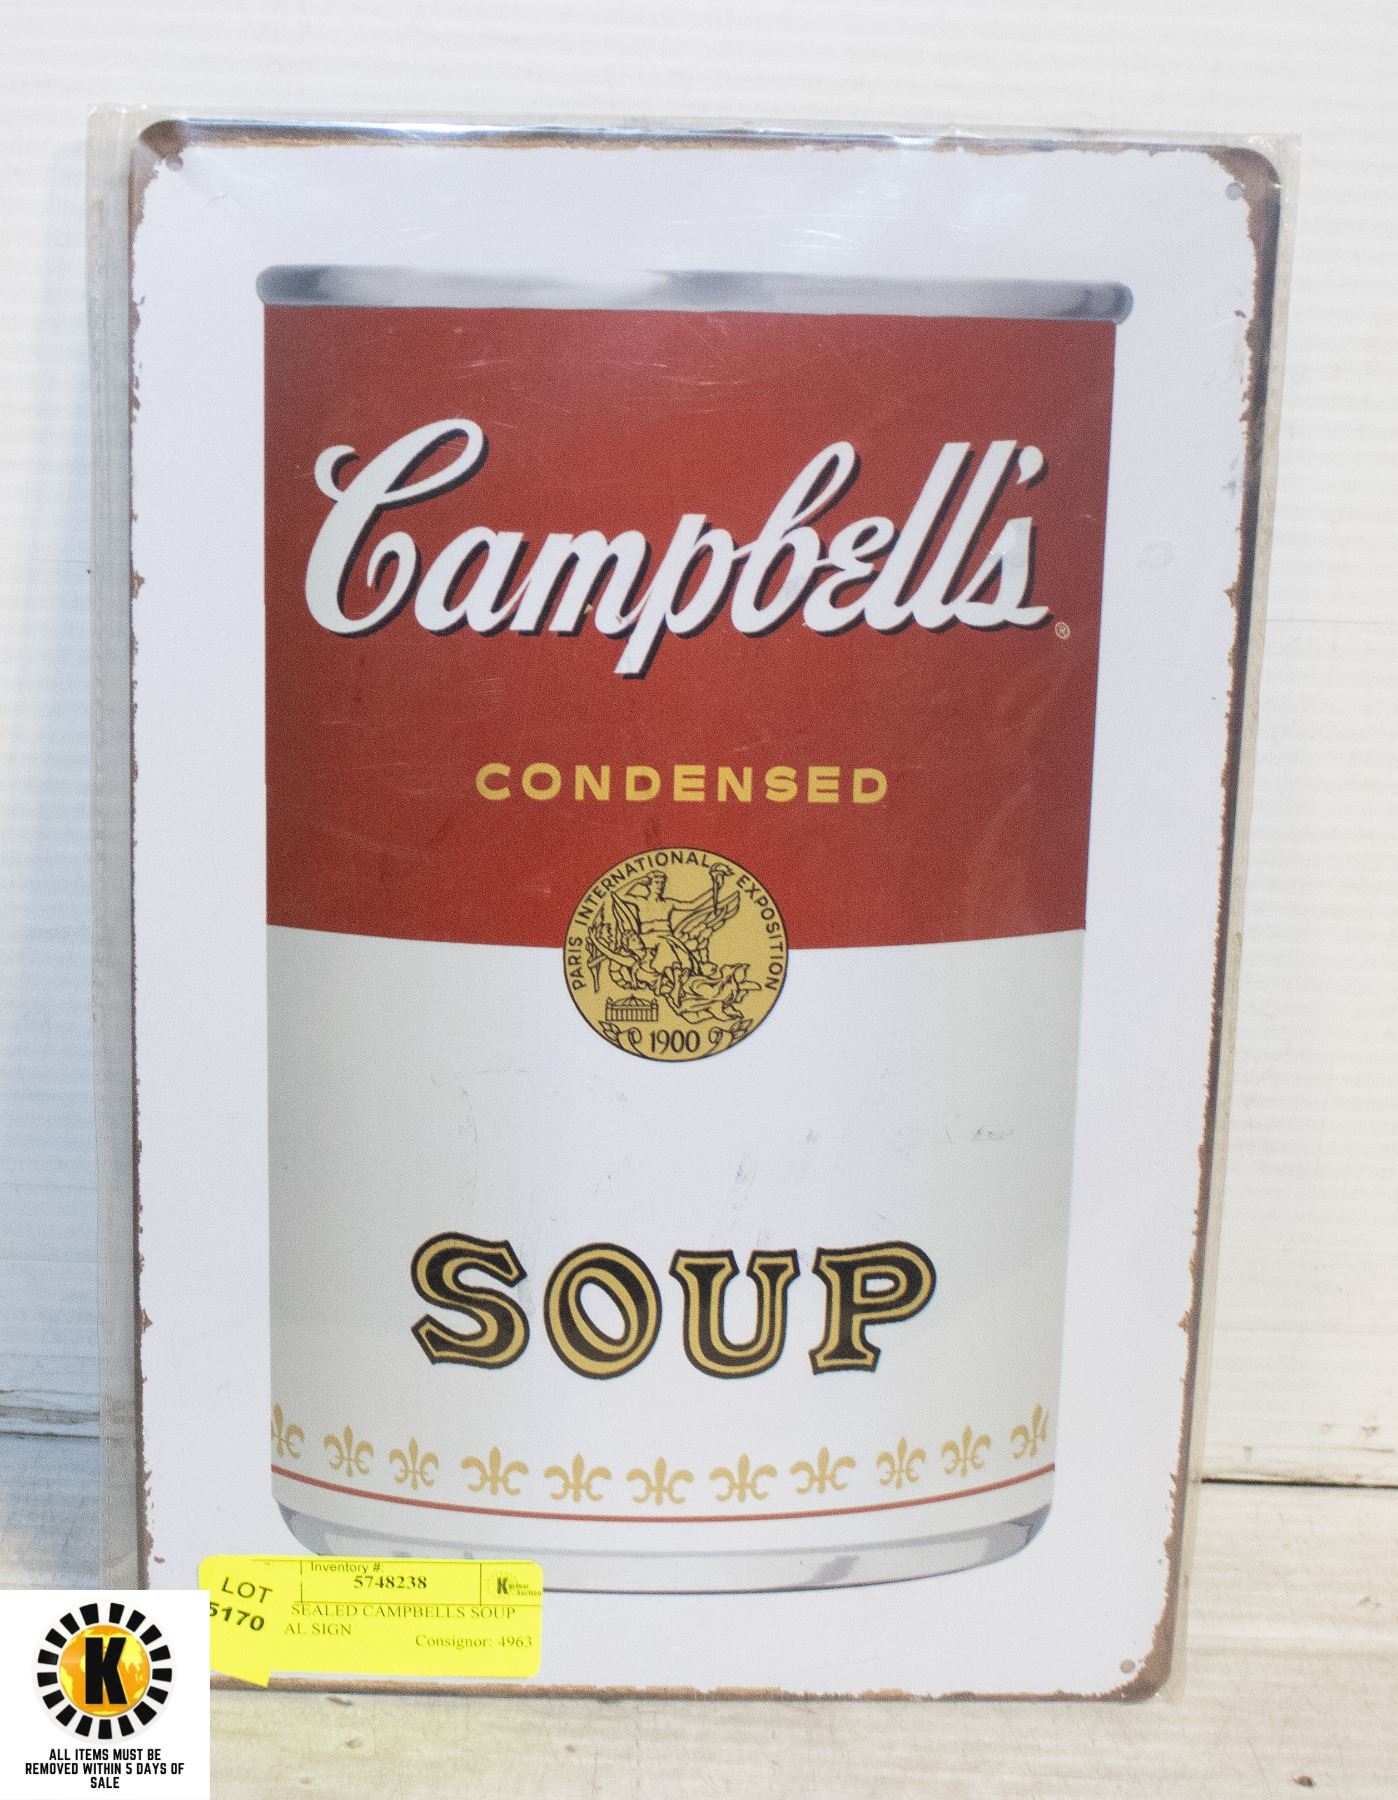 Campbell's
®
CONDENSED
PARIS INTERNATIONAL EXPOSITION
1900
SOUP
Inventory #:
5748238
LOT
5170
SEALED CAMPBELLS SOUP
AL SIGN
Consignor: 4963
K
K
ALL ITEMS MUST BE
REMOVED WITHIN 5 DAYS OF
SALE